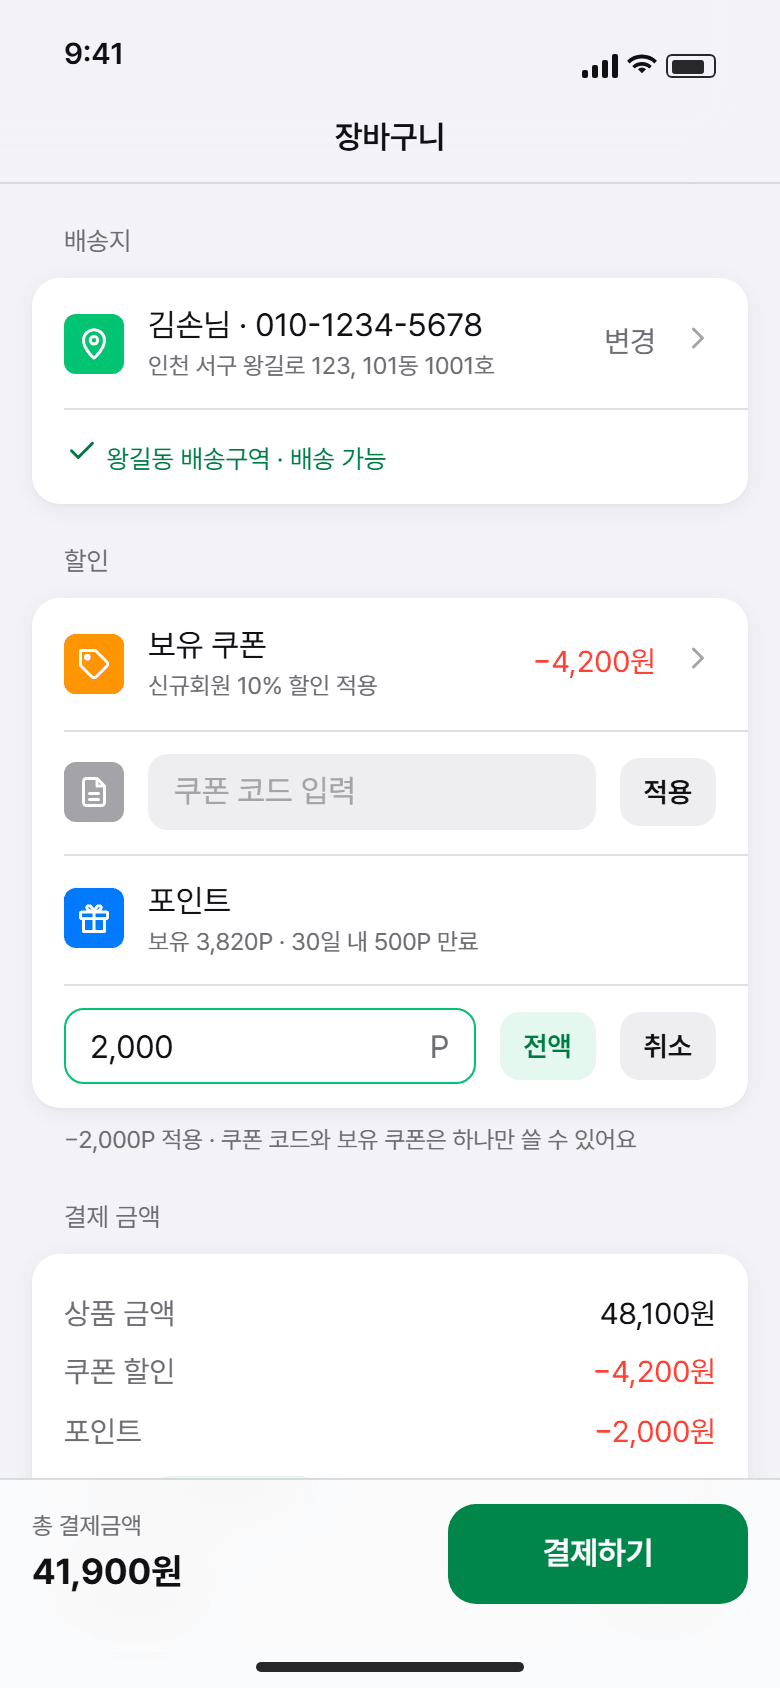 9:41
장바구니
배송지
김손님 · 010-1234-5678
변경
인천 서구 왕길로 123, 101동 1001호
왕길동 배송구역 · 배송 가능
할인
보유 쿠폰
−4,200원
신규회원 10% 할인 적용
쿠폰 코드 입력
적용
포인트
보유 3,820P · 30일 내 500P 만료
2,000 P
전액
취소
−2,000P 적용 · 쿠폰 코드와 보유 쿠폰은 하나만 쓸 수 있어요
결제 금액
상품 금액 48,100원
쿠폰 할인 −4,200원
포인트 −2,000원
총 결제금액
41,900원
결제하기